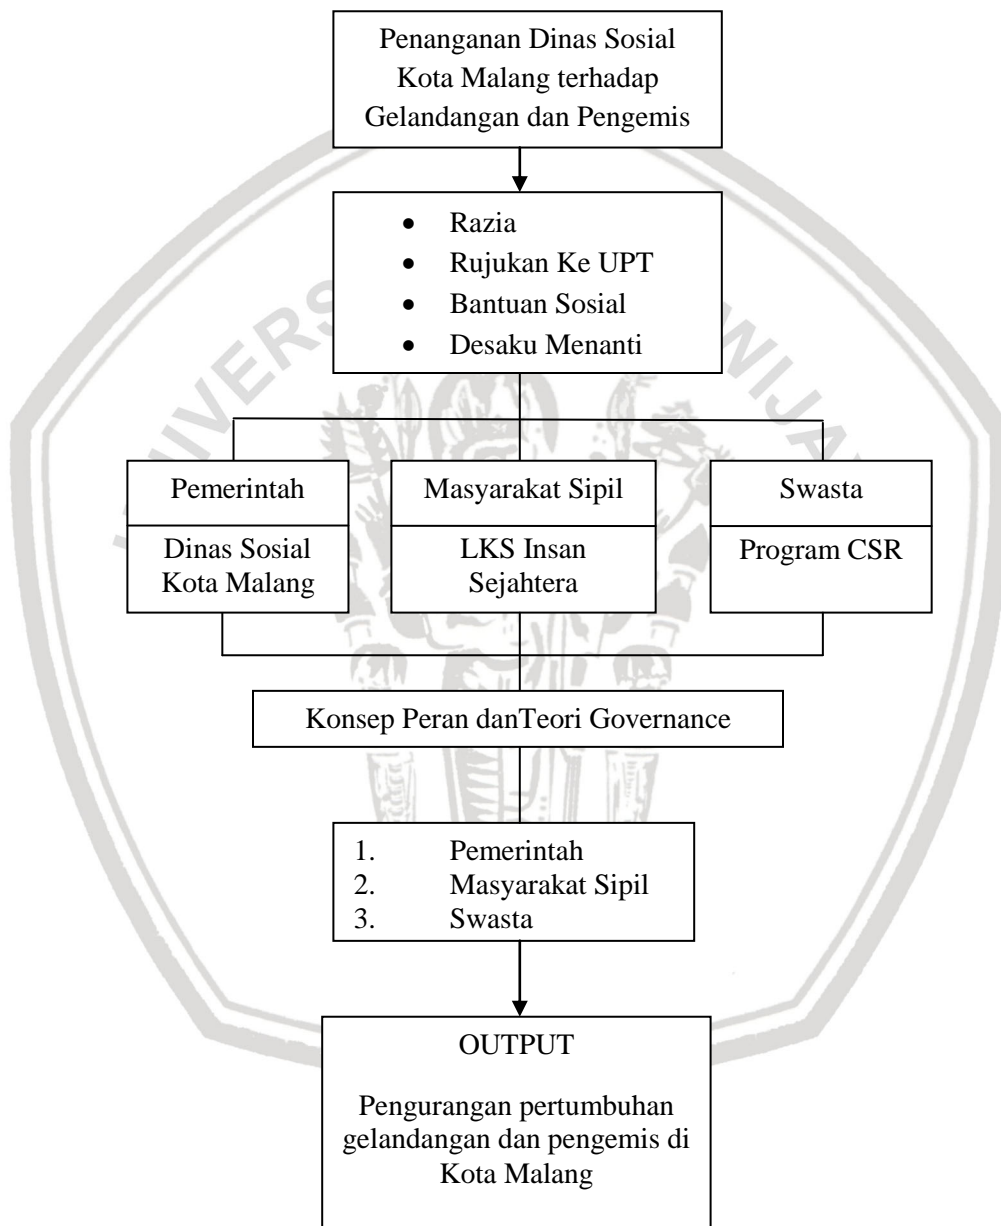 Penanganan Dinas Sosial
Kota Malang terhadap
Gelandangan dan Pengemis
• Razia
• Rujukan Ke UPT
• Bantuan Sosial
• Desaku Menanti
Pemerintah
Dinas Sosial
Kota Malang
Masyarakat Sipil
LKS Insan
Sejahtera
Swasta
Program CSR
Konsep Peran danTeori Governance
1. Pemerintah
2. Masyarakat Sipil
3. Swasta
OUTPUT
Pengurangan pertumbuhan
gelandangan dan pengemis di
Kota Malang